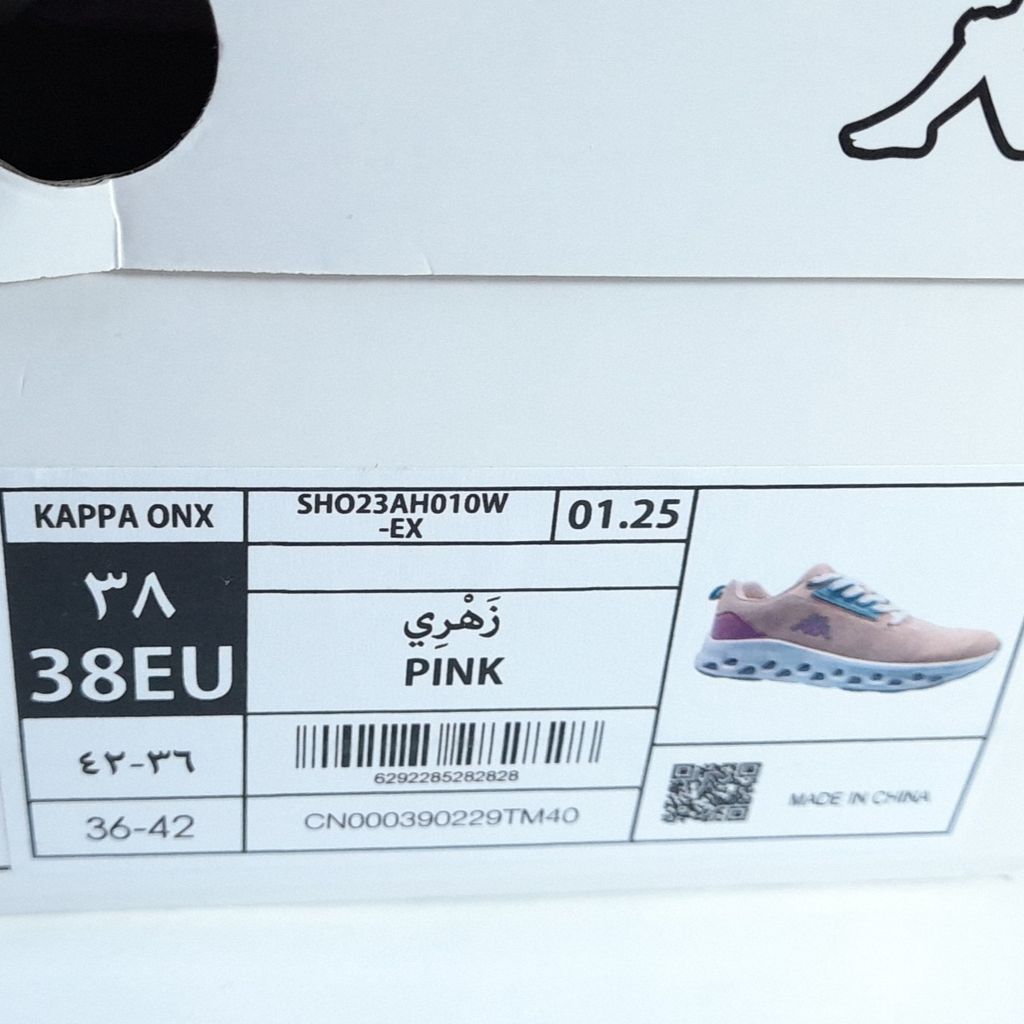 KAPPA ONX
SHO23AH010W
-EX
01.25
٣٨
38EU
زَهْرِي
PINK
٣٦-٤٢
6292285282828
36-42
CN000390229TM40
MADE IN CHINA